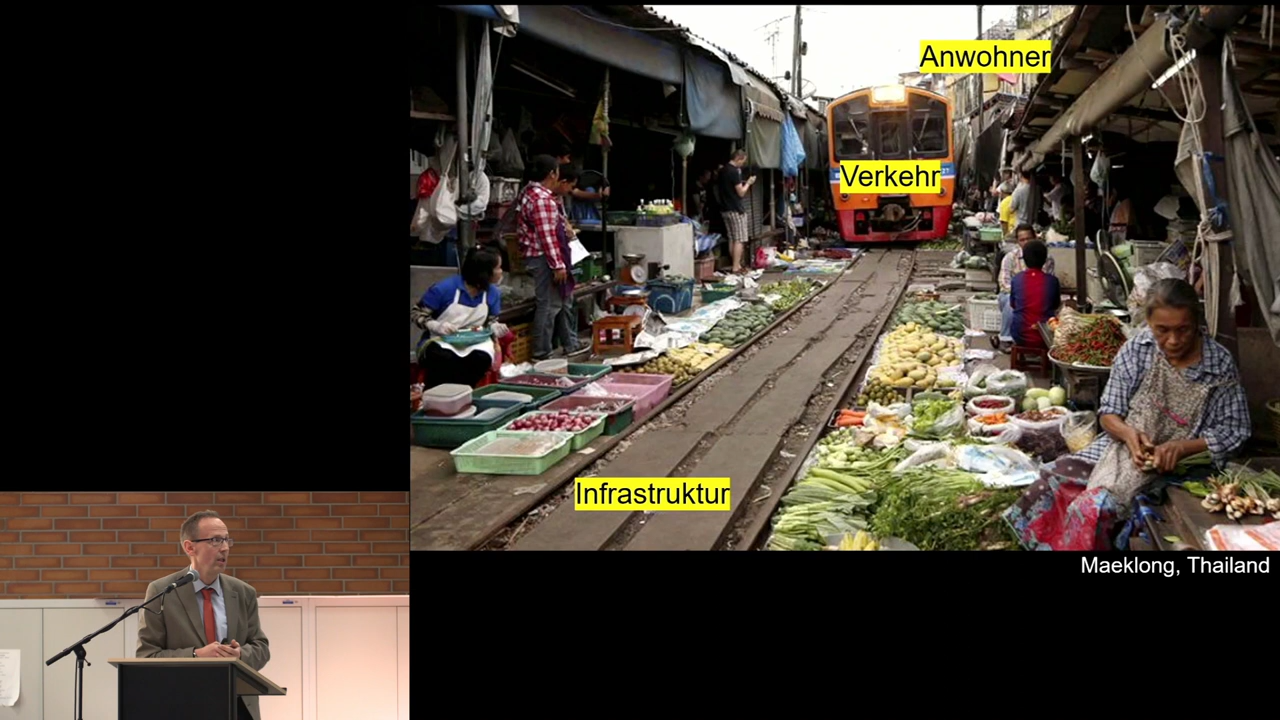 Anwohner
Verkehr
Infrastruktur
Maeklong, Thailand